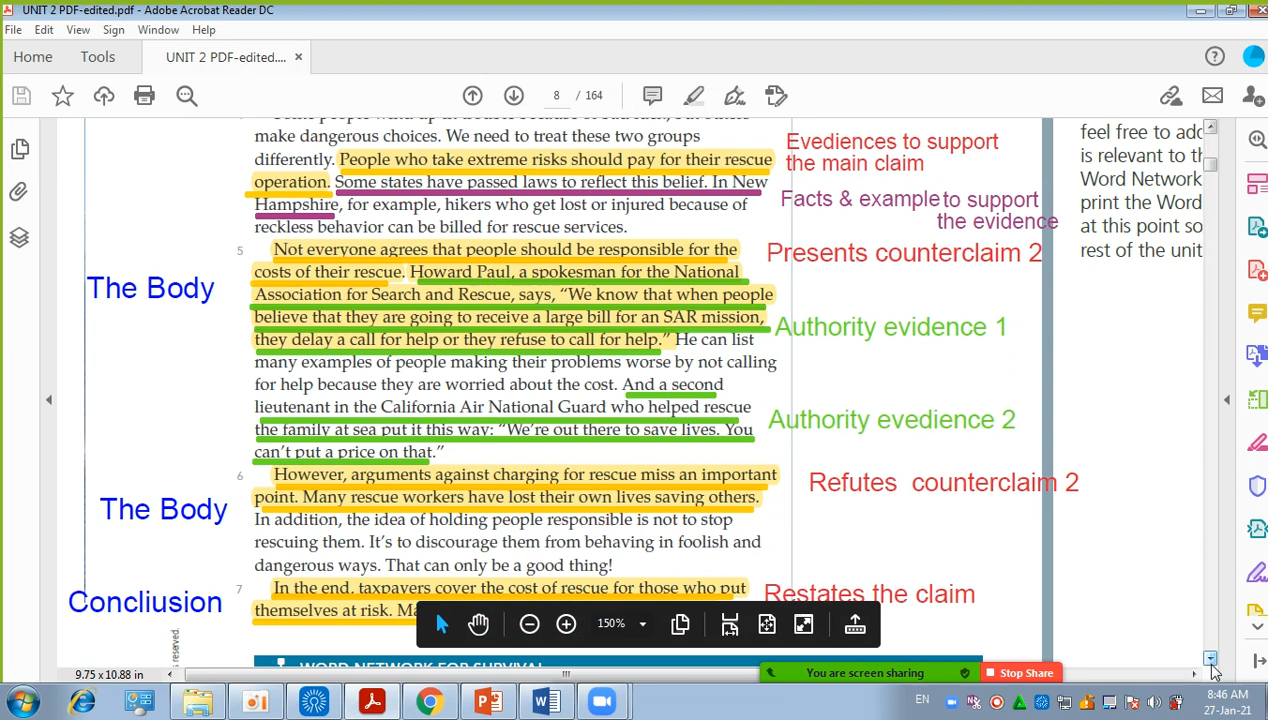 UNIT 2 PDF-edited.pdf - Adobe Acrobat Reader DC
File Edit View Sign Window Help
Home Tools UNIT 2 PDF-edited....
8 / 164
make dangerous choices. We need to treat these two groups
differently. People who take extreme risks should pay for their rescue
operation. Some states have passed laws to reflect this belief. In New
Hampshire, for example, hikers who get lost or injured because of
reckless behavior can be billed for rescue services.
5 Not everyone agrees that people should be responsible for the
costs of their rescue. Howard Paul, a spokesman for the National
Association for Search and Rescue, says, “We know that when people
believe that they are going to receive a large bill for an SAR mission,
they delay a call for help or they refuse to call for help.” He can list
many examples of people making their problems worse by not calling
for help because they are worried about the cost. And a second
lieutenant in the California Air National Guard who helped rescue
the family at sea put it this way: “We’re out there to save lives. You
can’t put a price on that.”
6 However, arguments against charging for rescue miss an important
point. Many rescue workers have lost their own lives saving others.
In addition, the idea of holding people responsible is not to stop
rescuing them. It’s to discourage them from behaving in foolish and
dangerous ways. That can only be a good thing!
7 In the end, taxpayers cover the cost of rescue for those who put
themselves at risk.
The Body
The Body
Concliusion
Evediences to support
the main claim
Facts & example to support
the evidence
Presents counterclaim 2
Authority evidence 1
Authority evedience 2
Refutes counterclaim 2
Restates the claim
feel free to
is relevant to
Word Network
print the Word
at this point so
rest of the unit
150%
reserved.
WORD NETWORK FOR SURVIVAL
9.75 x 10.88 in
You are screen sharing
Stop Share
EN
8:46 AM
27-Jan-21